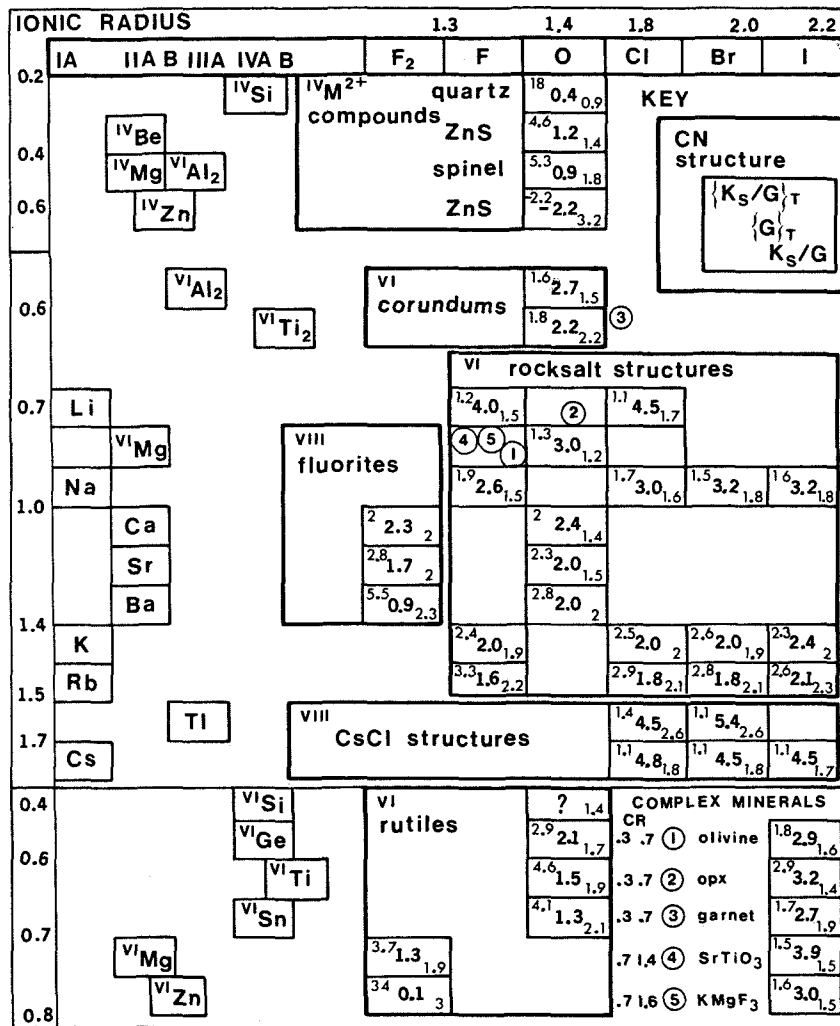 IONIC RADIUS 1.3 1.4 1.8 2.0 2.2
IA IIA B IIIA IVA B F₂ F O Cl Br I
0.2 ᴵⱽSi ᴵⱽM²⁺ quartz 18 0.4 0.9 KEY
compounds
ᴵⱽBe ZnS 4.6 1.2 1.4 CN
structure
0.4 ᴵⱽMg ⱽᴵAl₂ spinel 5.3 0.9 1.8 {K_S/G}_T
0.6 ᴵⱽZn ZnS -2.2 -2.2 3.2 {G}_T
K_S/G
ⱽᴵAl₂ VI 1.6 2.7 1.5
0.6 corundums
ⱽᴵTi₂ 1.8 2.2 2.2 ③
VI rocksalt structures
0.7 Li 1.2 4.0 1.5 ② 1.1 4.5 1.7
ⱽᴵMg VIII ④ ⑤ ① 1.3 3.0 1.2
fluorites
Na 1.9 2.6 1.5 1.7 3.0 1.6 1.5 3.2 1.8 1 6 3.2 1.8
1.0
Ca 2 2.3 2 2 2.4 1.4
Sr 2.8 1.7 2 2.3 2.0 1.5
Ba 5.5 0.9 2.3 2.8 2.0 2
1.4
K 2.4 2.0 1.9 2.5 2.0 2 2.6 2.0 1.9 2.3 2.4 2
Rb 3.3 1.6 2.2 2.9 1.8 2.1 2.8 1.8 2.1 2.6 2.1 2.3
1.5
Tl VIII 1.4 4.5 2.6 1.1 5.4 2.6
1.7 CsCl structures
Cs 1.1 4.8 1.8 1.1 4.5 1.8 1.1 4.5 1.7
0.4 ⱽᴵSi VI ? 1.4 COMPLEX MINERALS
rutiles CR
ⱽᴵGe 2.9 2.1 1.7 .3 .7 ① olivine 1.8 2.9 1.6
0.6
ⱽᴵTi 4.6 1.5 1.9 .3 .7 ② opx 2.9 3.2 1.4
ⱽᴵSn 4.1 1.3 2.1 .3 .7 ③ garnet 1.7 2.7 1.9
0.7
ⱽᴵMg 3.7 1.3 1.9 .7 1.4 ④ SrTiO₃ 1.5 3.9 1.5
ⱽᴵZn 34 0.1 3 .7 1.6 ⑤ KMgF₃ 1.6 3.0 1.5
0.8